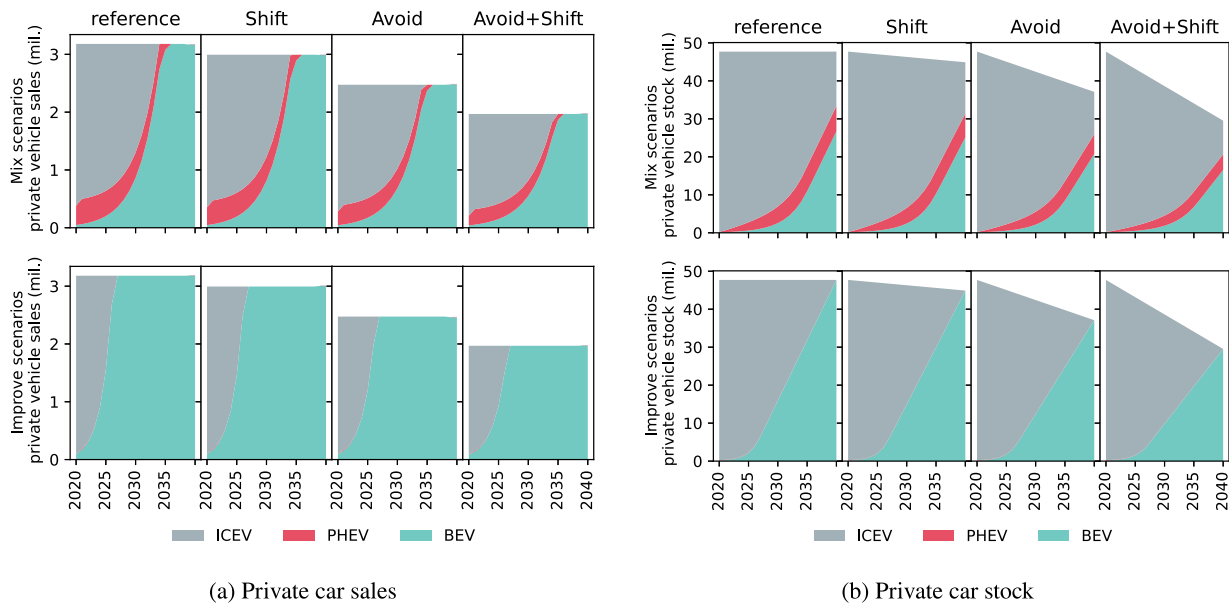 reference Shift Avoid Avoid+Shift
Mix scenarios
private vehicle sales (mil.)
3
2
1
0
Improve scenarios
private vehicle sales (mil.)
3
2
1
0
2020 2025 2030 2035 2020 2025 2030 2035 2020 2025 2030 2035 2020 2025 2030 2035 2040
ICEV PHEV BEV
(a) Private car sales
reference Shift Avoid Avoid+Shift
Mix scenarios
private vehicle stock (mil.)
50
40
30
20
10
0
Improve scenarios
private vehicle stock (mil.)
50
40
30
20
10
0
2020 2025 2030 2035 2020 2025 2030 2035 2020 2025 2030 2035 2020 2025 2030 2035 2040
ICEV PHEV BEV
(b) Private car stock